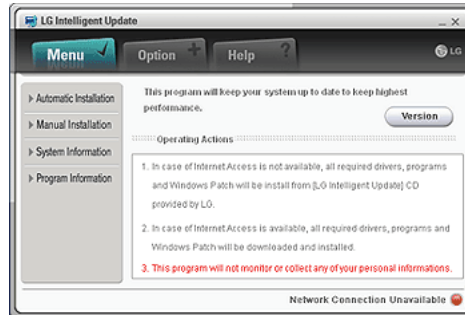 LG Intelligent Update
Menu
Option
Help
LG
Automatic Installation
Manual Installation
System Information
Program Information
This program will keep your system up to date to keep highest
performance.
Version
Operating Actions
1. In case of Internet Access is not available, all required drivers, programs
and Windows Patch will be install from [LG Intelligent Update] CD
provided by LG.
2. In case of Internet Access is available, all required drivers, programs and
Windows Patch will be downloaded and installed.
3. This program will not monitor or collect any of your personal informations.
Network Connection Unavailable